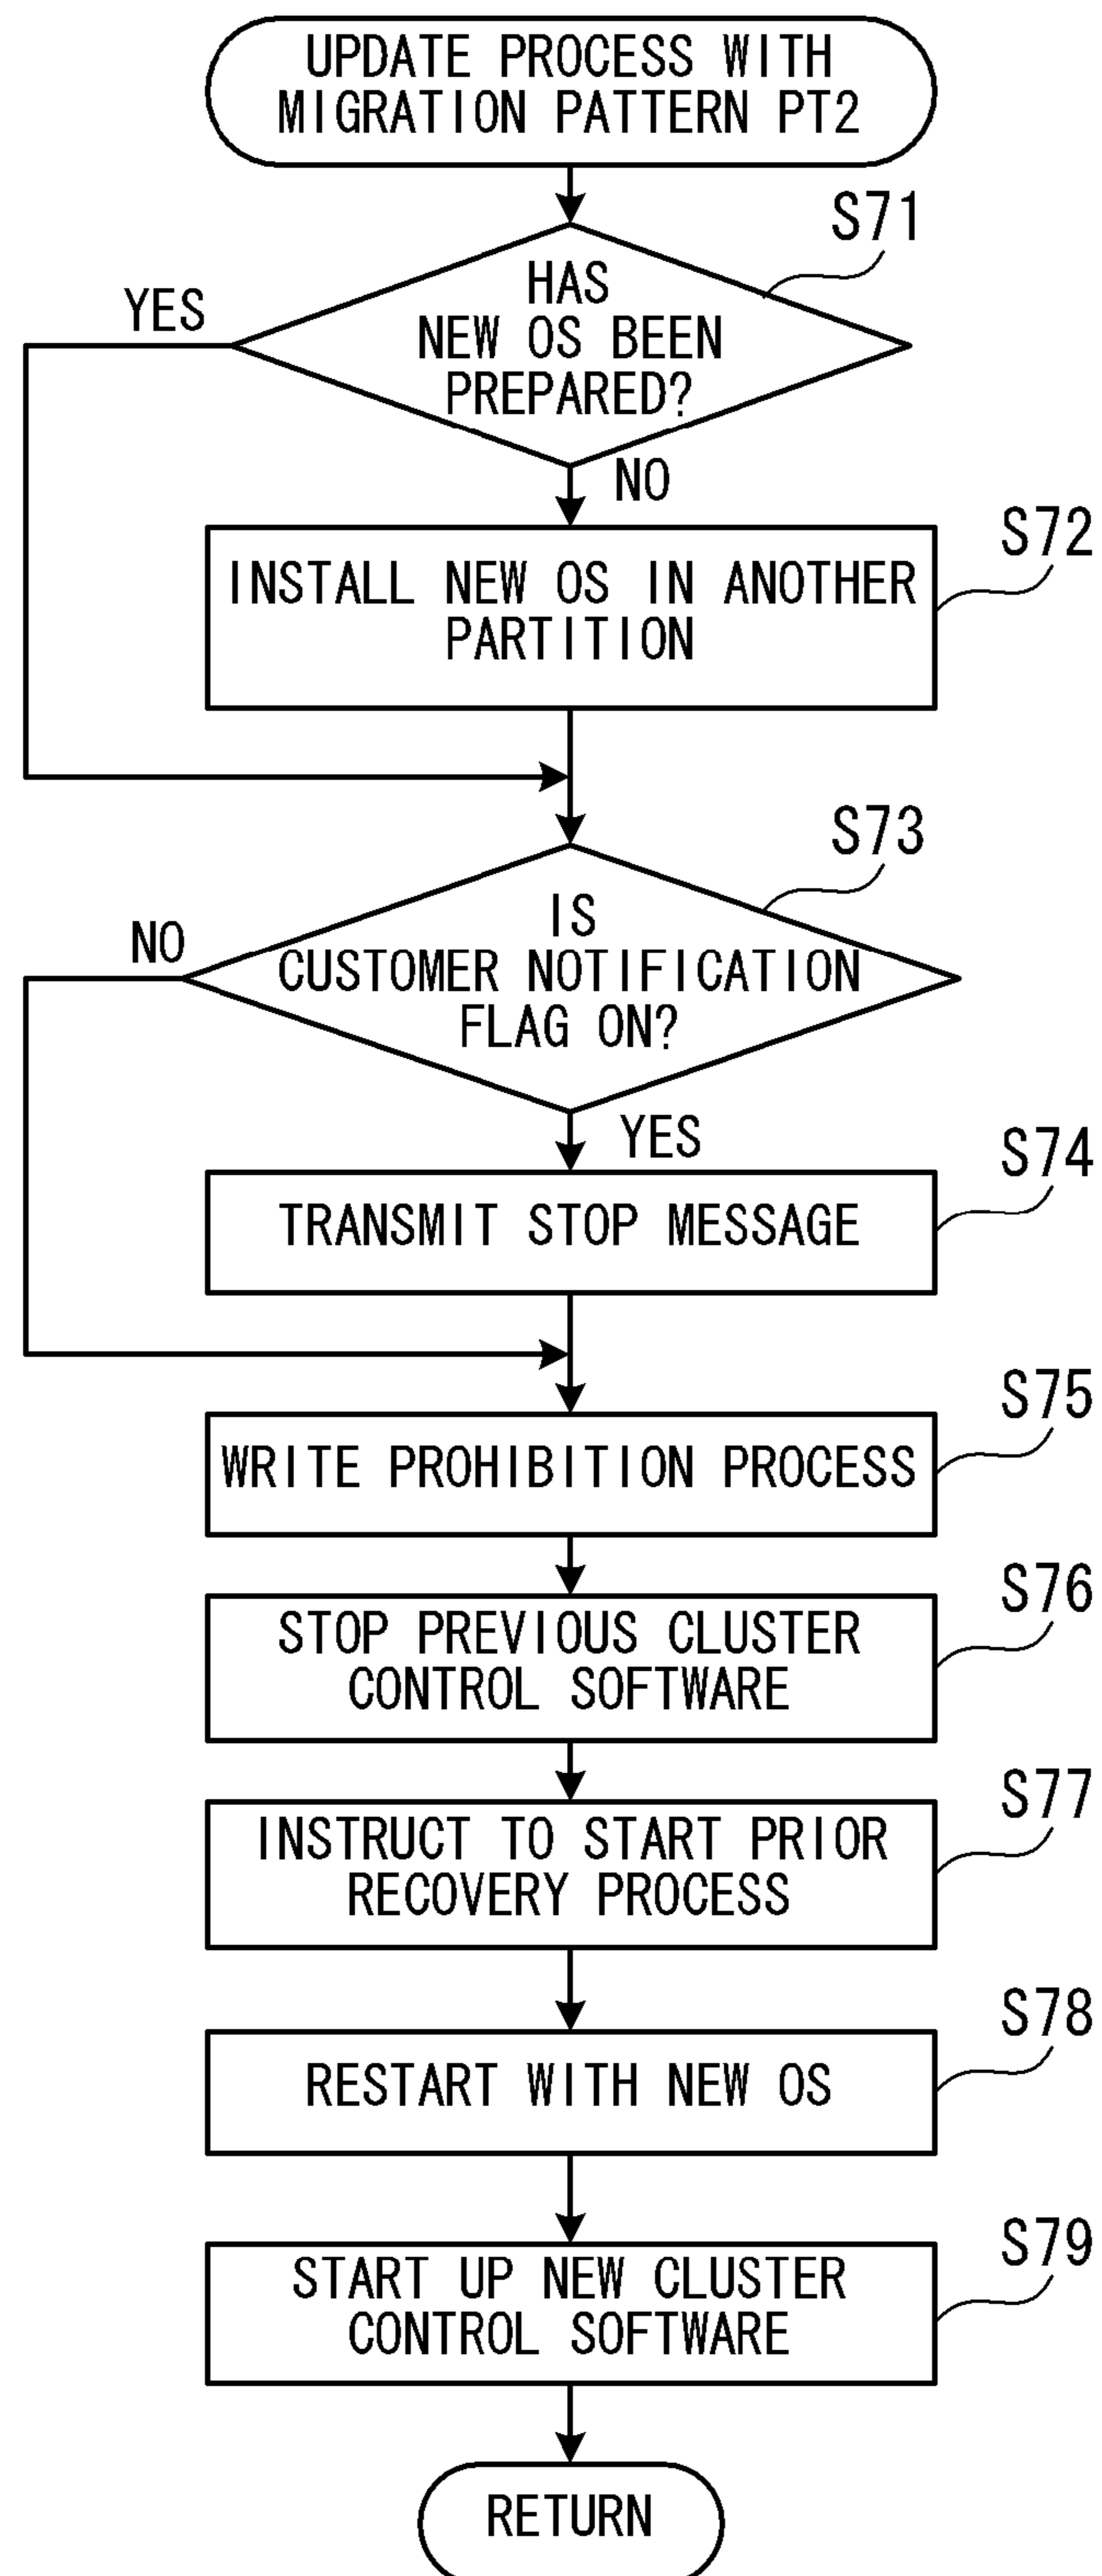 UPDATE PROCESS WITH
MIGRATION PATTERN PT2
S71
YES
HAS
NEW OS BEEN
PREPARED?
NO
S72
INSTALL NEW OS IN ANOTHER
PARTITION
S73
NO
IS
CUSTOMER NOTIFICATION
FLAG ON?
YES
S74
TRANSMIT STOP MESSAGE
S75
WRITE PROHIBITION PROCESS
S76
STOP PREVIOUS CLUSTER
CONTROL SOFTWARE
S77
INSTRUCT TO START PRIOR
RECOVERY PROCESS
S78
RESTART WITH NEW OS
S79
START UP NEW CLUSTER
CONTROL SOFTWARE
RETURN